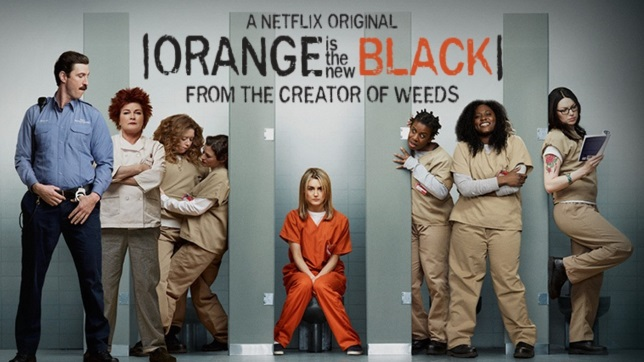 A NETFLIX ORIGINAL
|ORANGE is the new BLACK|
FROM THE CREATOR OF WEEDS